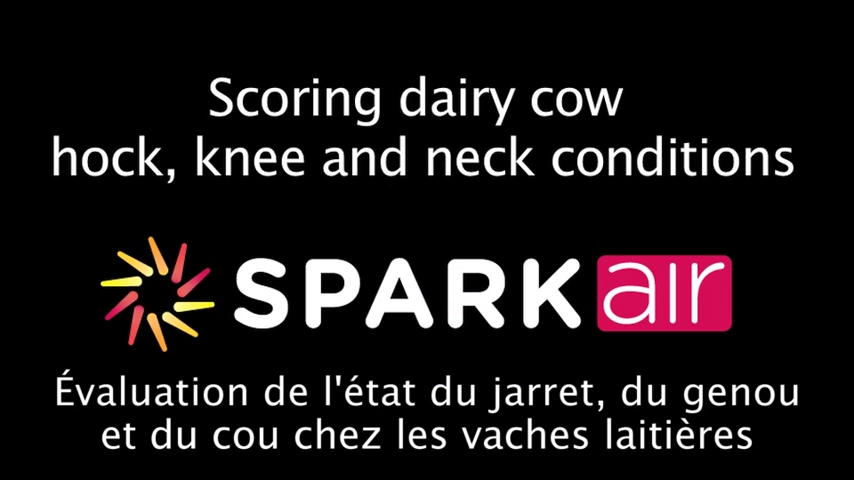 Scoring dairy cow
hock, knee and neck conditions
SPARK air
Évaluation de l'état du jarret, du genou
et du cou chez les vaches laitières